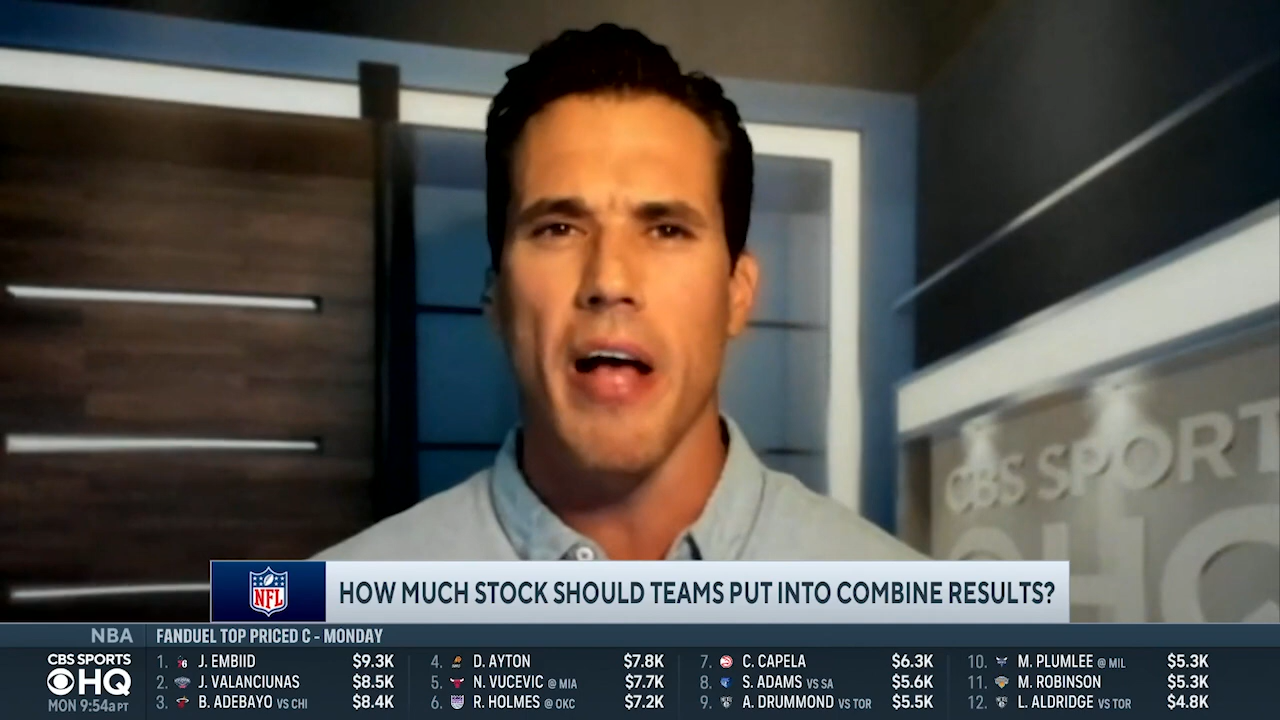 CBS SPORT
HQ
NFL
HOW MUCH STOCK SHOULD TEAMS PUT INTO COMBINE RESULTS?
NBA
FANDUEL TOP PRICED C - MONDAY
CBS SPORTS
HQ
MON 9:54a PT
1. J. EMBIID $9.3K
2. J. VALANCIUNAS $8.5K
3. B. ADEBAYO VS CHI $8.4K
4. D. AYTON $7.8K
5. N. VUCEVIC @ MIA $7.7K
6. R. HOLMES @ OKC $7.2K
7. C. CAPELA $6.3K
8. S. ADAMS VS SA $5.6K
9. A. DRUMMOND VS TOR $5.5K
10. M. PLUMLEE @ MIL $5.3K
11. M. ROBINSON $5.3K
12. L. ALDRIDGE VS TOR $4.8K